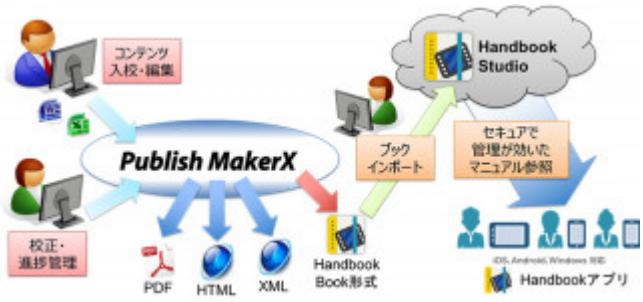 コンテンツ
入校・編集
Handbook
Studio
Publish MakerX
ブック
インポート
セキュアで
管理が効いた
マニュアル参照
校正・
進捗管理
PDF
HTML
XML
Handbook
Book形式
iOS, Android, Windows 対応
Handbookアプリ